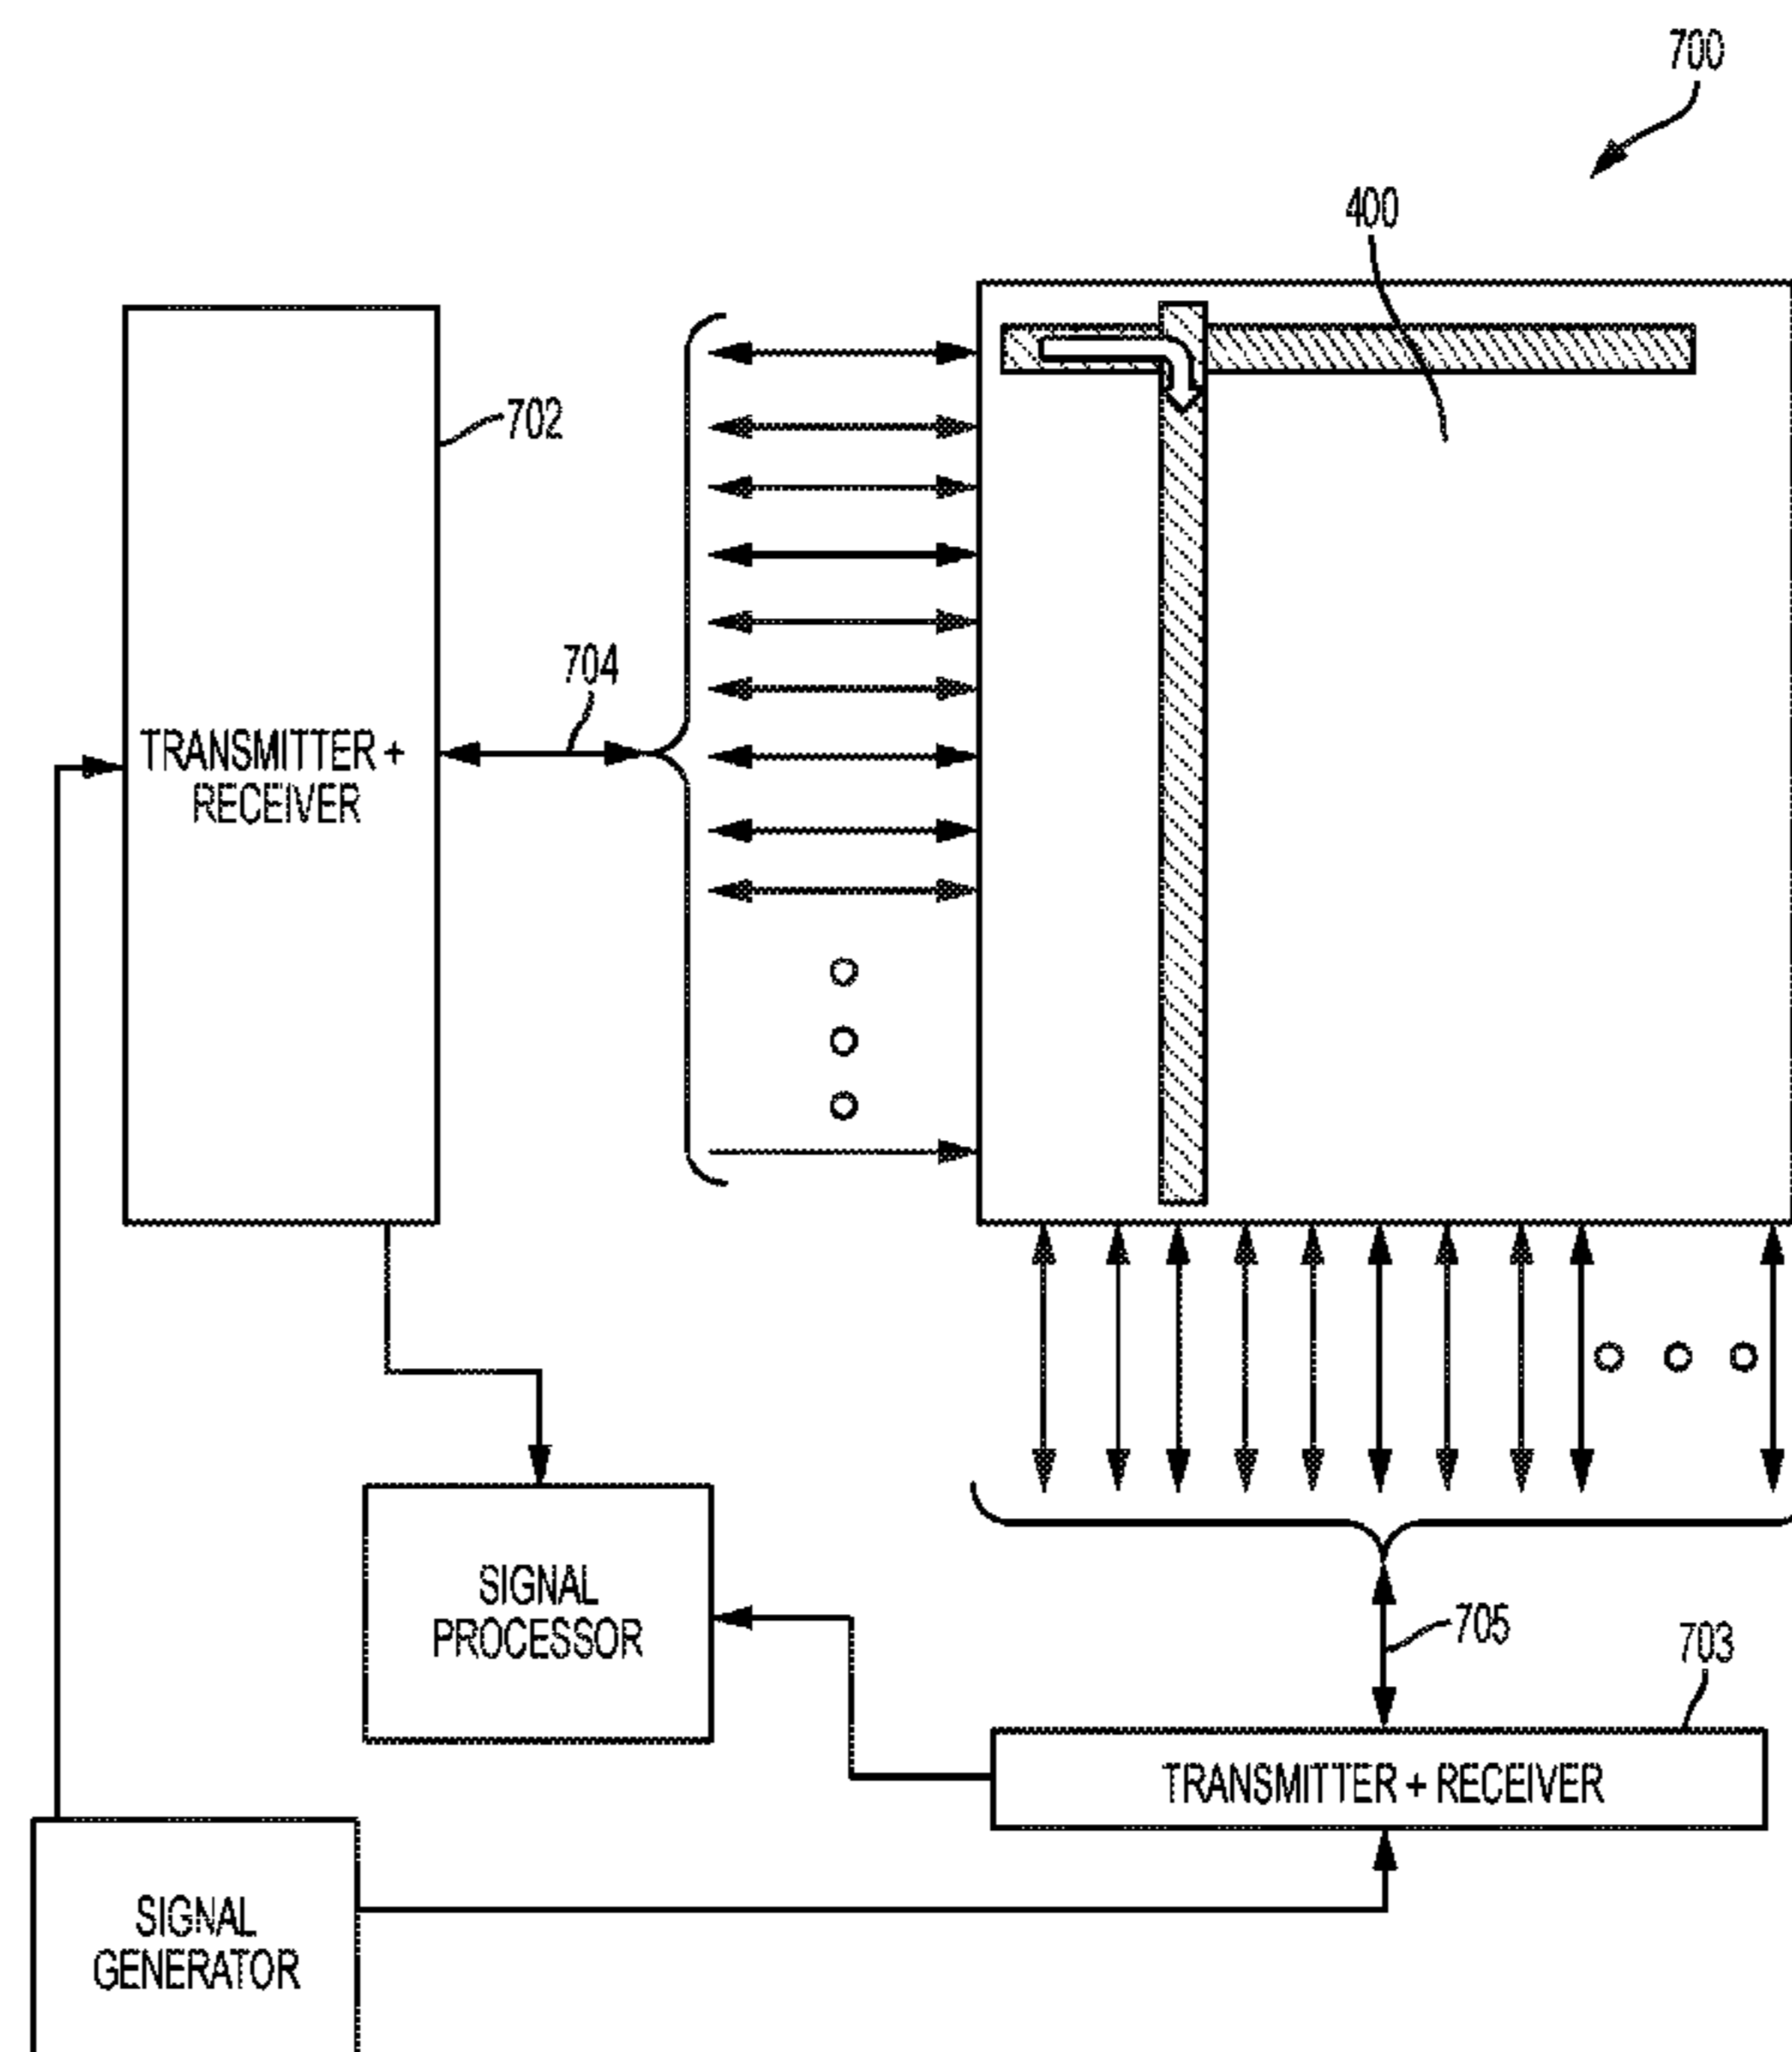 700
400
702
704
TRANSMITTER +
RECEIVER
SIGNAL
PROCESSOR
705
703
TRANSMITTER + RECEIVER
SIGNAL
GENERATOR